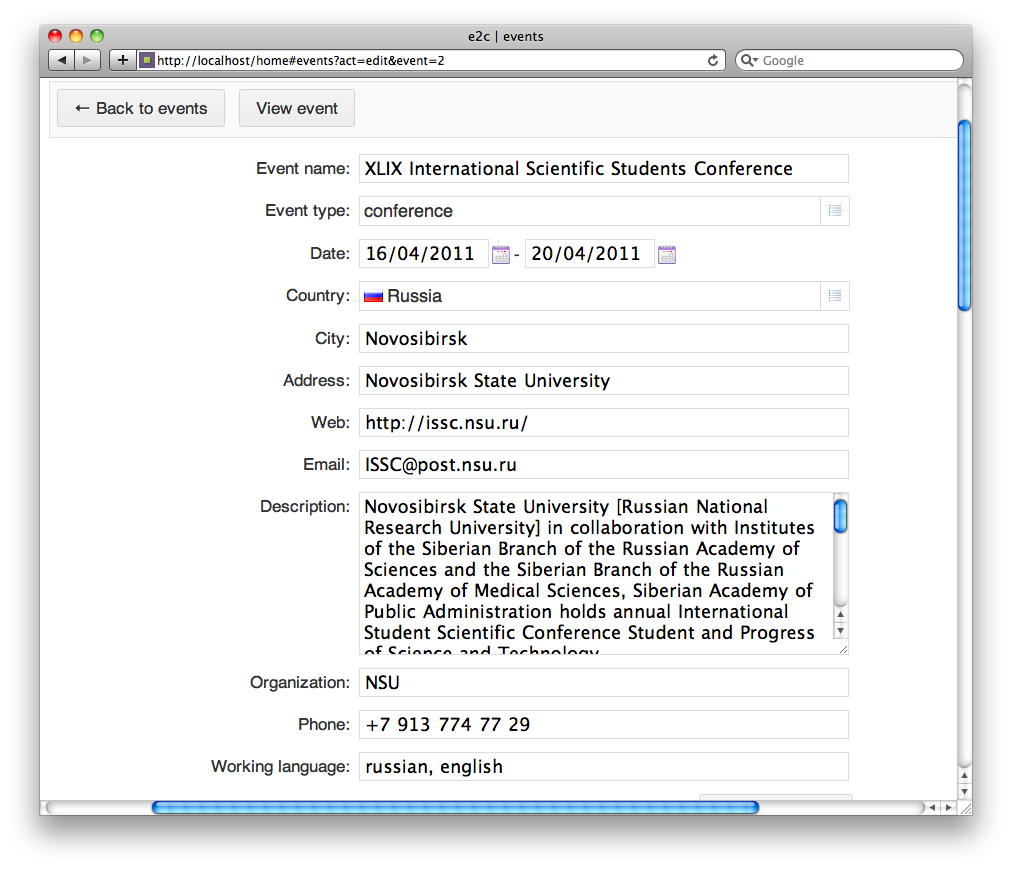 e2c | events
http://localhost/home#events?act=edit&event=2
Google
← Back to events
View event
Event name: XLIX International Scientific Students Conference
Event type: conference
Date: 16/04/2011 - 20/04/2011
Country: Russia
City: Novosibirsk
Address: Novosibirsk State University
Web: http://issc.nsu.ru/
Email: ISSC@post.nsu.ru
Description: Novosibirsk State University [Russian National
Research University] in collaboration with Institutes
of the Siberian Branch of the Russian Academy of
Sciences and the Siberian Branch of the Russian
Academy of Medical Sciences, Siberian Academy of
Public Administration holds annual International
Student Scientific Conference Student and Progress
of Science and Technology
Organization: NSU
Phone: +7 913 774 77 29
Working language: russian, english